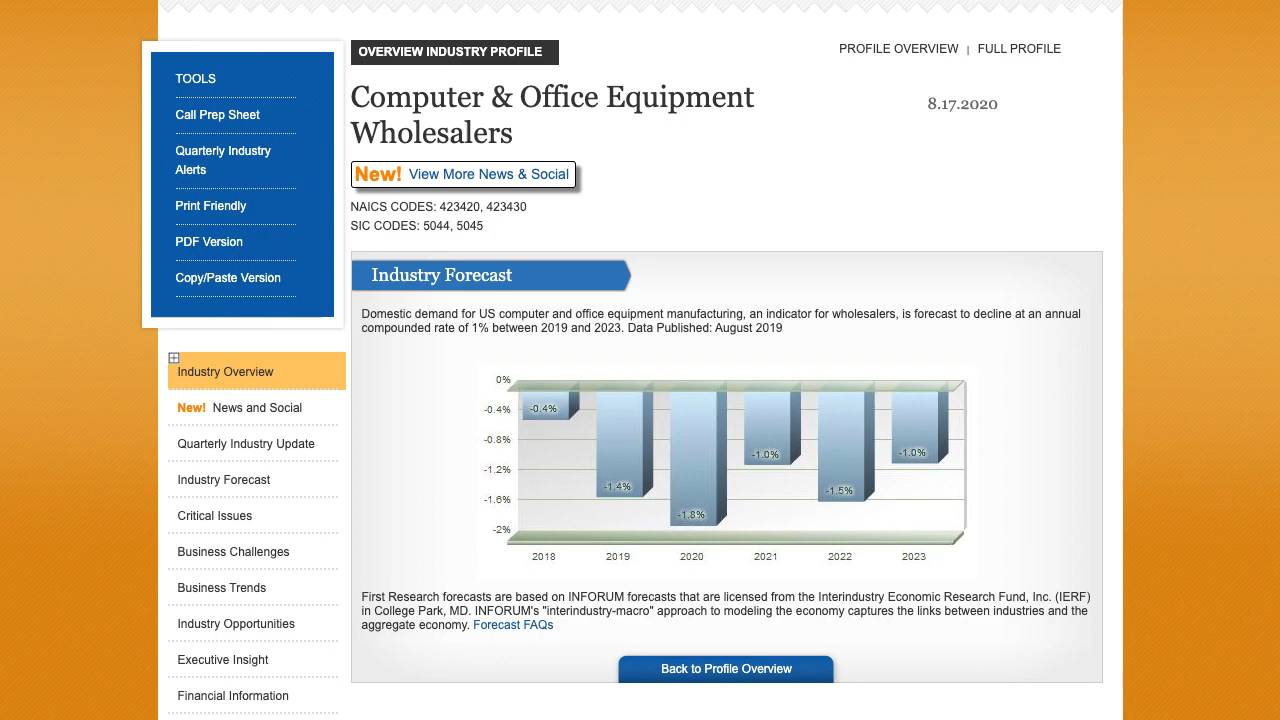 TOOLS
Call Prep Sheet
Quarterly Industry
Alerts
Print Friendly
PDF Version
Copy/Paste Version
Industry Overview
New! News and Social
Quarterly Industry Update
Industry Forecast
Critical Issues
Business Challenges
Business Trends
Industry Opportunities
Executive Insight
Financial Information
OVERVIEW INDUSTRY PROFILE
PROFILE OVERVIEW | FULL PROFILE
Computer & Office Equipment
Wholesalers
8.17.2020
New! View More News & Social
NAICS CODES: 423420, 423430
SIC CODES: 5044, 5045
Industry Forecast
Domestic demand for US computer and office equipment manufacturing, an indicator for wholesalers, is forecast to decline at an annual
compounded rate of 1% between 2019 and 2023. Data Published: August 2019
0%
-0.4%
-0.8%
-1.2%
-1.6%
-2%
-0.4%
-1.4%
-1.8%
-1.0%
-1.5%
-1.0%
2018 2019 2020 2021 2022 2023
First Research forecasts are based on INFORUM forecasts that are licensed from the Interindustry Economic Research Fund, Inc. (IERF)
in College Park, MD. INFORUM's "interindustry-macro" approach to modeling the economy captures the links between industries and the
aggregate economy. Forecast FAQs
Back to Profile Overview